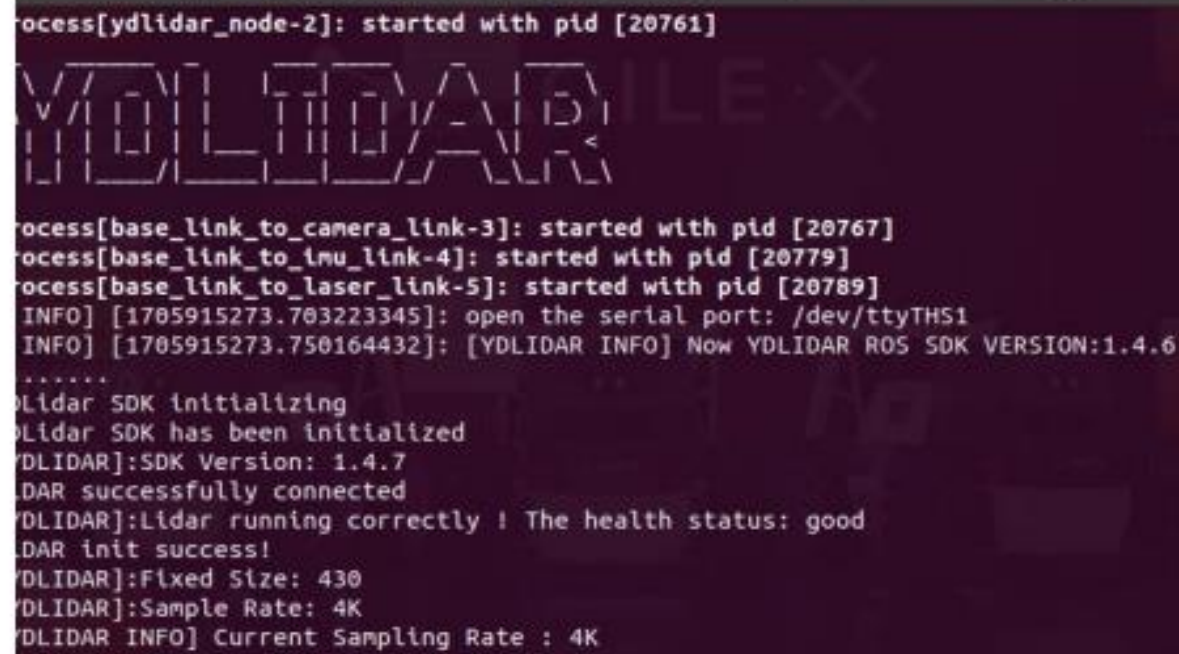 rocess[ydlidar_node-2]: started with pid [20761]
YDLIDAR
rocess[base_link_to_camera_link-3]: started with pid [20767]
rocess[base_link_to_imu_link-4]: started with pid [20779]
rocess[base_link_to_laser_link-5]: started with pid [20789]
INFO] [1705915273.703223345]: open the serial port: /dev/ttyTHS1
INFO] [1705915273.750164432]: [YDLIDAR INFO] Now YDLIDAR ROS SDK VERSION:1.4.6
.......
Lidar SDK initializing
Lidar SDK has been initialized
YDLIDAR]:SDK Version: 1.4.7
DAR successfully connected
YDLIDAR]:Lidar running correctly ! The health status: good
DAR init success!
YDLIDAR]:Fixed Size: 430
YDLIDAR]:Sample Rate: 4K
YDLIDAR INFO] Current Sampling Rate : 4K